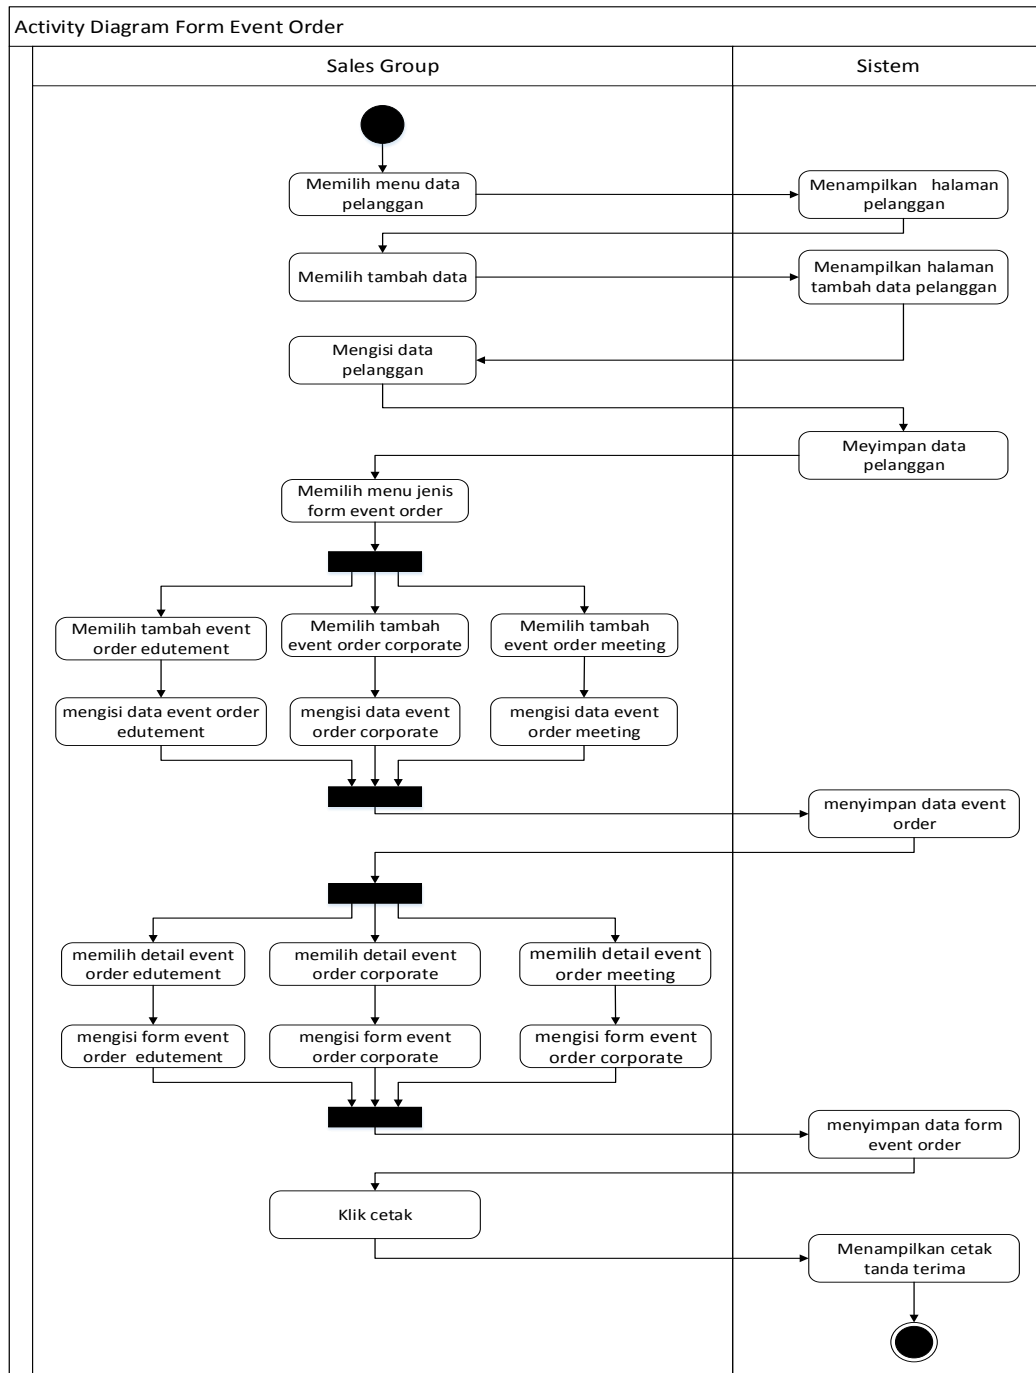 Activity Diagram Form Event Order
Sales Group
Sistem
Memilih menu data
pelanggan
Menampilkan halaman
pelanggan
Memilih tambah data
Menampilkan halaman
tambah data pelanggan
Mengisi data
pelanggan
Meyimpan data
pelanggan
Memilih menu jenis
form event order
Memilih tambah event
order edutement
Memilih tambah
event order corporate
Memilih tambah
event order meeting
mengisi data event order
edutement
mengisi data event
order corporate
mengisi data event
order meeting
menyimpan data event
order
memilih detail event
order edutement
memilih detail event
order corporate
memilih detail event
order meeting
mengisi form event
order edutement
mengisi form event
order corporate
mengisi form event
order corporate
menyimpan data form
event order
Klik cetak
Menampilkan cetak
tanda terima